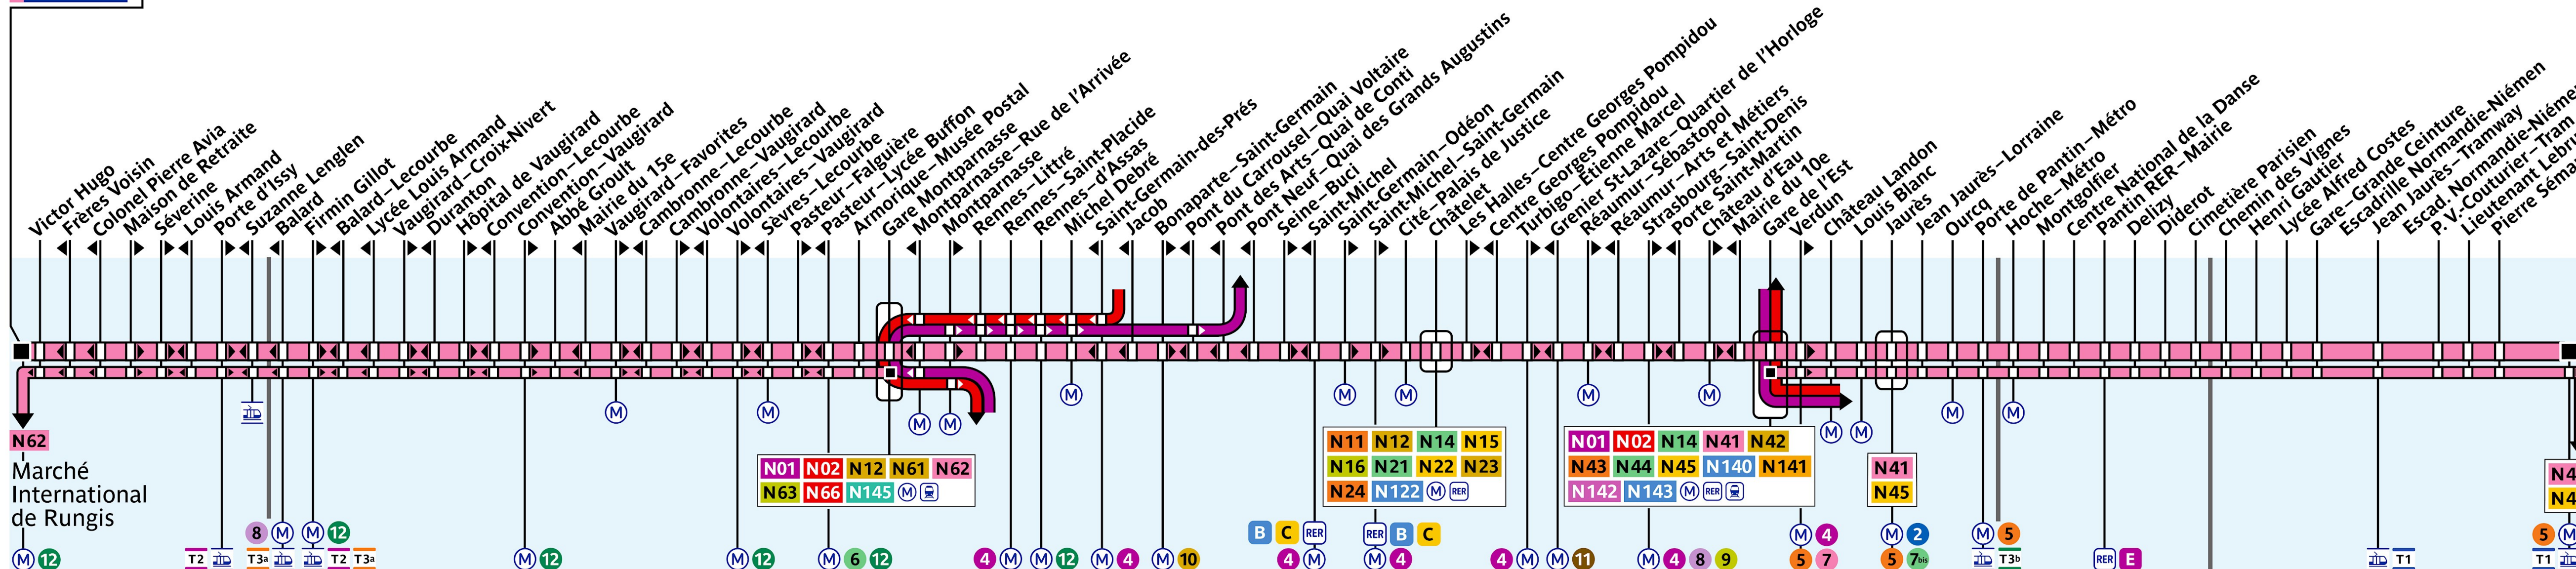 Victor Hugo
Frères Voisin
Colonel Pierre Avia
Maison de Retraite
Séverine
Louis Armand
Porte d'Issy
Suzanne Lenglen
Balard
Firmin Gillot
Balard–Lecourbe
Lycée Louis Armand
Vaugirard–Croix-Nivert
Duranton
Hôpital de Vaugirard
Convention–Lecourbe
Convention–Vaugirard
Abbé Groult
Mairie du 15e
Vaugirard–Favorites
Cambronne–Lecourbe
Cambronne–Vaugirard
Volontaires–Lecourbe
Volontaires–Vaugirard
Sèvres–Lecourbe
Pasteur–Falguière
Pasteur–Lycée Buffon
Armorique–Musée Postal
Gare Montparnasse
Montparnasse–Rue de l'Arrivée
Montparnasse
Rennes–Littré
Rennes–Saint-Placide
Rennes–d'Assas
Michel Debré
Saint-Germain-des-Prés
Jacob
Bonaparte–Saint-Germain
Pont du Carrousel–Quai Voltaire
Pont des Arts–Quai de Conti
Pont Neuf–Quai des Grands Augustins
Seine–Buci
Saint-Michel
Saint-Germain–Odéon
Saint-Michel–Saint-Germain
Cité–Palais de Justice
Châtelet
Les Halles–Centre Georges Pompidou
Centre Georges Pompidou
Turbigo–Etienne Marcel
Grenier St-Lazare–Quartier de l'Horloge
Réaumur–Sébastopol
Réaumur–Arts et Métiers
Strasbourg–Saint-Denis
Porte Saint-Martin
Château d'Eau
Mairie du 10e
Gare de l'Est
Verdun
Château Landon
Louis Blanc
Jaurès
Jean Jaurès–Lorraine
Ourcq
Porte de Pantin–Métro
Hoche–Métro
Montgolfier
Centre National de la Danse
Pantin RER–Mairie
Delizy
Diderot
Cimetière Parisien
Chemin des Vignes
Henri Gautier
Lycée Alfred Costes
Gare–Grande Ceinture
Escadrille Normandie–Niémen
Jean Jaurès–Tramway
Escad. Normandie-Niéme
P. V.-Couturier–Tram
Lieutenant Lebru
Pierre Sémar
M M M M M M M M M M M M M M
N62
Marché
International
de Rungis
N01 N02 N12 N61 N62
N63 N66 N145 M
N11 N12 N14 N15
N16 N21 N22 N23
N24 N122 M RER
N01 N02 N14 N41 N42
N43 N44 N45 N140 N141
N142 N143 M RER
N41
N45
N4
N4
8 M M 12 B C RER RER B C M 4 M 2 M 5 5 M
M 12 T2 T3a T2 T3a M 12 M 12 M 6 12 4 M M 12 M 4 M 10 4 M M 4 4 M M 11 M 4 8 9 5 7 5 7bis T3b RER E T1 T1